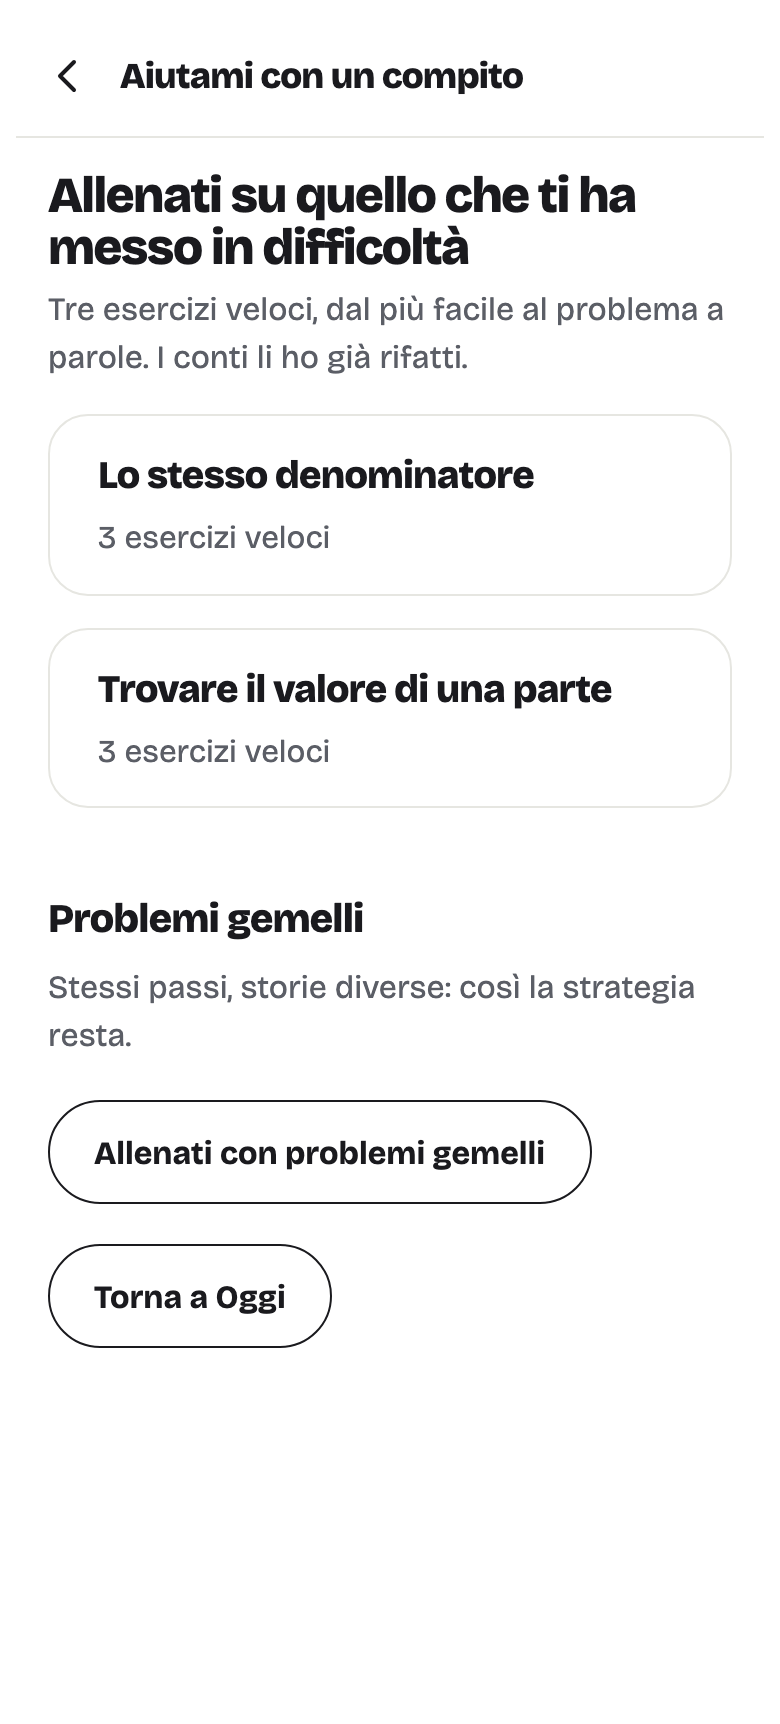 Aiutami con un compito
Allenati su quello che ti ha
messo in difficoltà
Tre esercizi veloci, dal più facile al problema a
parole. I conti li ho già rifatti.
Lo stesso denominatore
3 esercizi veloci
Trovare il valore di una parte
3 esercizi veloci
Problemi gemelli
Stessi passi, storie diverse: così la strategia
resta.
Allenati con problemi gemelli
Torna a Oggi